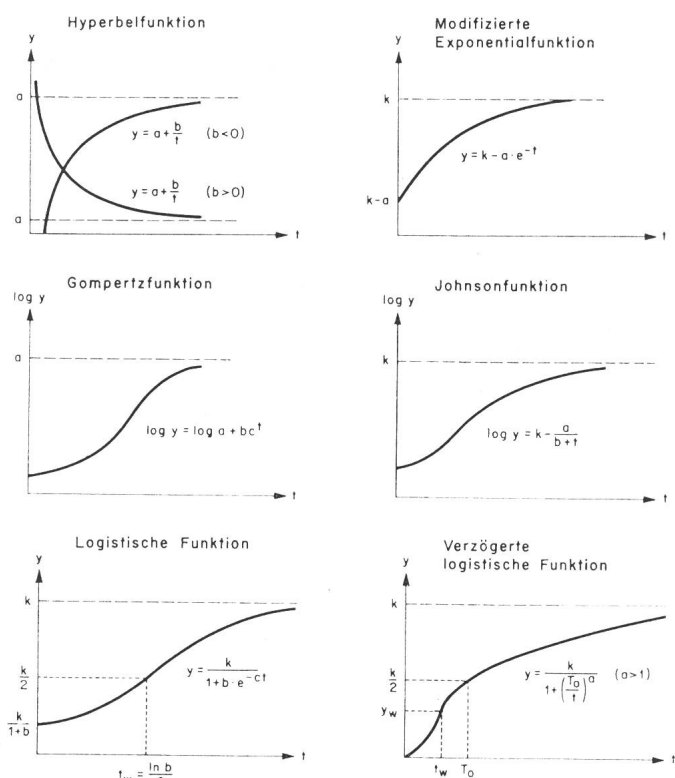 Hyperbelfunktion
y
a
y = a + b/t (b<0)
y = a + b/t (b>0)
a
t
Modifizierte
Exponentialfunktion
y
k
y = k – a · e^–t
k – a
t
Gompertzfunktion
log y
a
log y = log a + bc^t
t
Johnsonfunktion
log y
k
log y = k – a/(b + t)
t
Logistische Funktion
y
k
k/2
y = k/(1 + b · e^–ct)
k/(1+b)
t
= ln b
Verzögerte
logistische Funktion
y
k
k/2
y = k/(1 + (T₀/t)^a) (a>1)
y_w
t_w T₀
t